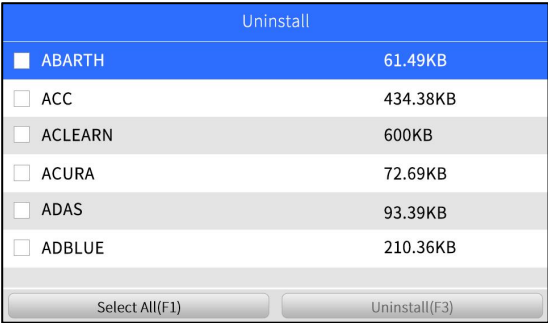 Uninstall
ABARTH 61.49KB
ACC 434.38KB
ACLEARN 600KB
ACURA 72.69KB
ADAS 93.39KB
ADBLUE 210.36KB
Select All(F1) Uninstall(F3)